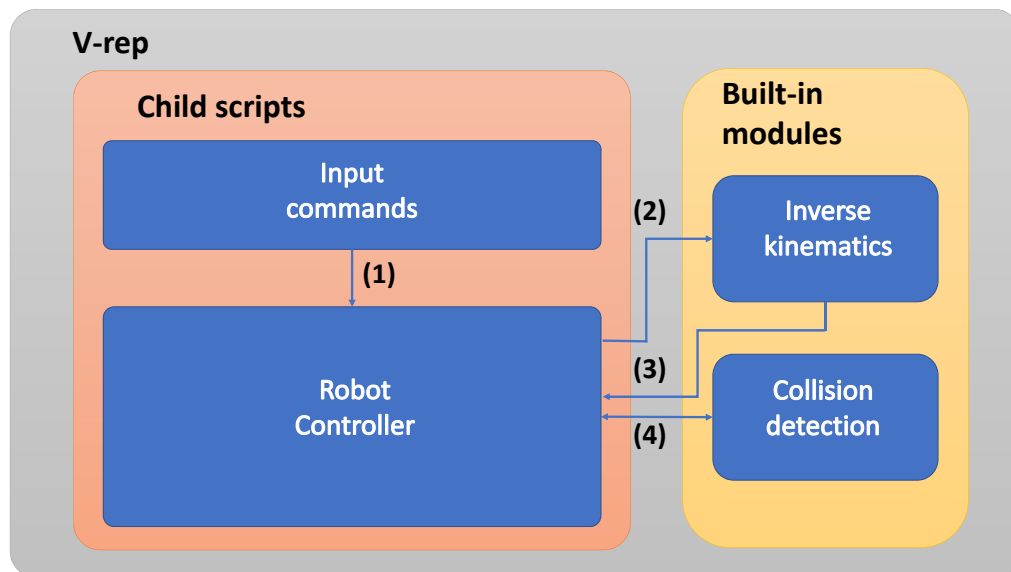 V-rep
Child scripts
Built-in
modules
Input
commands
(1)
(2)
Inverse
kinematics
Robot
Controller
(3)
(4)
Collision
detection